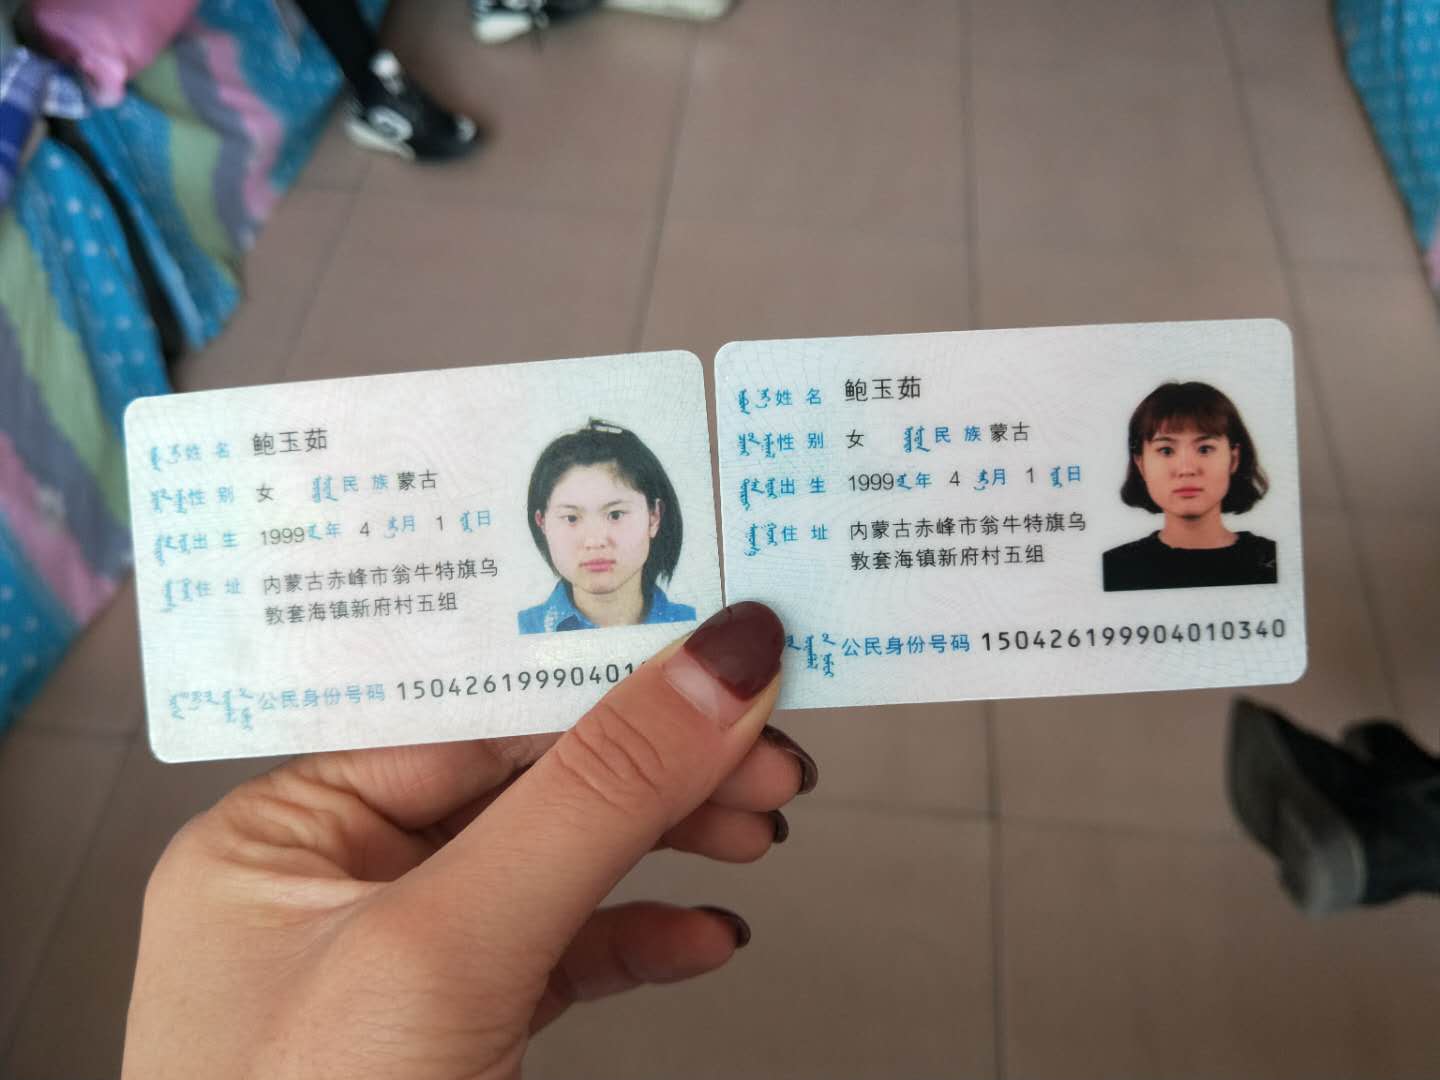 姓 名 鲍玉茹
性 别 女 民 族 蒙古
出 生 1999 年 4 月 1 日
住 址 内蒙古赤峰市翁牛特旗乌
敦套海镇新府村五组
公民身份号码 15042619990401
姓 名 鲍玉茹
性 别 女 民 族 蒙古
出 生 1999 年 4 月 1 日
住 址 内蒙古赤峰市翁牛特旗乌
敦套海镇新府村五组
公民身份号码 150426199904010340